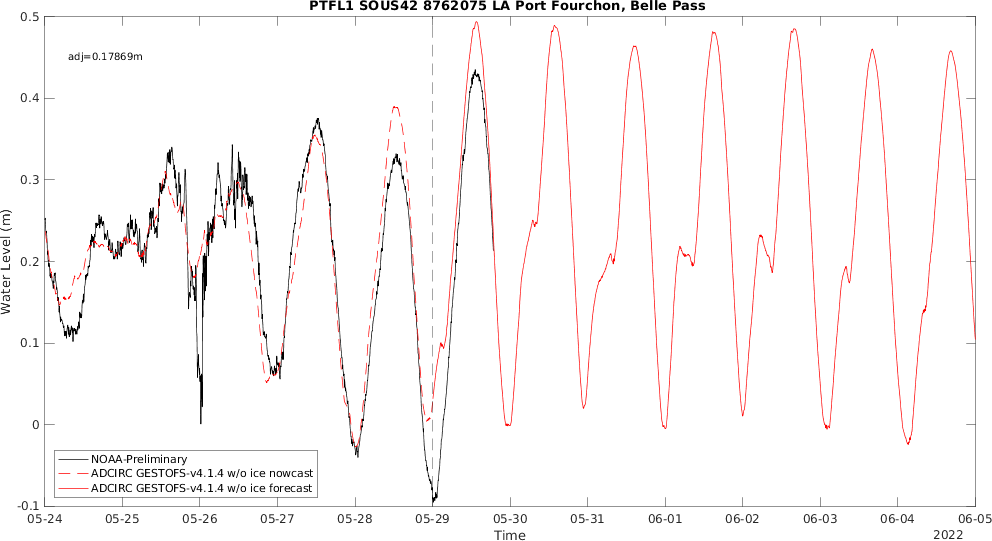 PTFL1 SOUS42 8762075 LA Port Fourchon, Belle Pass
0.5
adj=0.17869m
0.4
0.3
0.2
0.1
0
-0.1
Water Level (m)
NOAA-Preliminary
ADCIRC GESTOFS-v4.1.4 w/o ice nowcast
ADCIRC GESTOFS-v4.1.4 w/o ice forecast
05-24 05-25 05-26 05-27 05-28 05-29 05-30 05-31 06-01 06-02 06-03 06-04 06-05
Time
2022